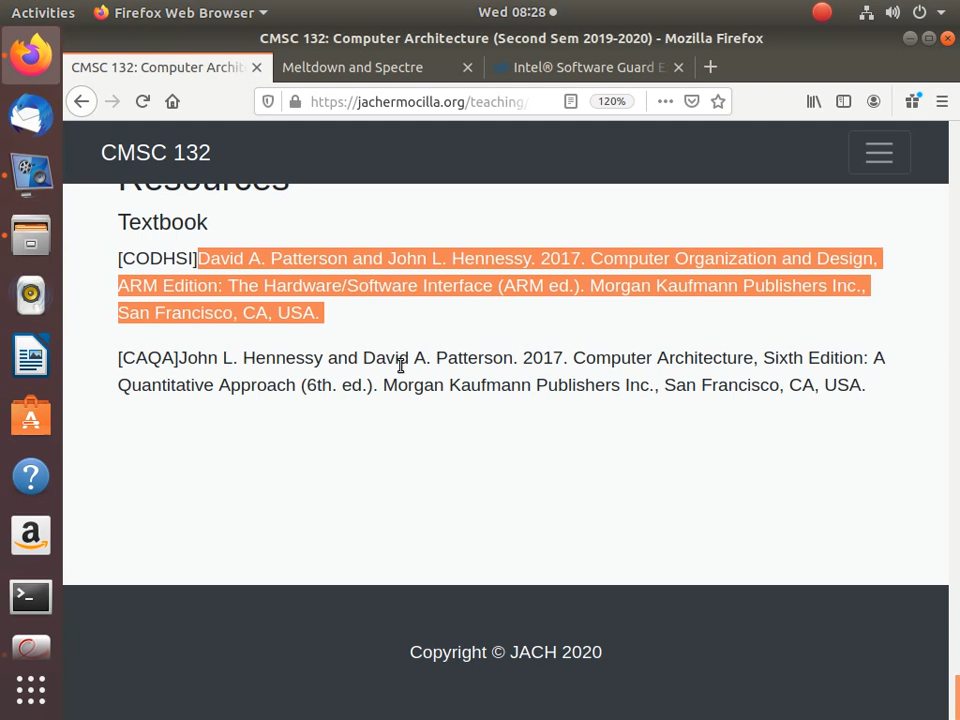 Activities
Firefox Web Browser
Wed 08:28
CMSC 132: Computer Architecture (Second Sem 2019-2020) - Mozilla Firefox
CMSC 132: Computer Archit
Meltdown and Spectre
Intel® Software Guard E
https://jachermocilla.org/teaching/
120%
CMSC 132
Resources
Textbook
[CODHSI]David A. Patterson and John L. Hennessy. 2017. Computer Organization and Design,
ARM Edition: The Hardware/Software Interface (ARM ed.). Morgan Kaufmann Publishers Inc.,
San Francisco, CA, USA.
[CAQA]John L. Hennessy and David A. Patterson. 2017. Computer Architecture, Sixth Edition: A
Quantitative Approach (6th. ed.). Morgan Kaufmann Publishers Inc., San Francisco, CA, USA.
Copyright © JACH 2020